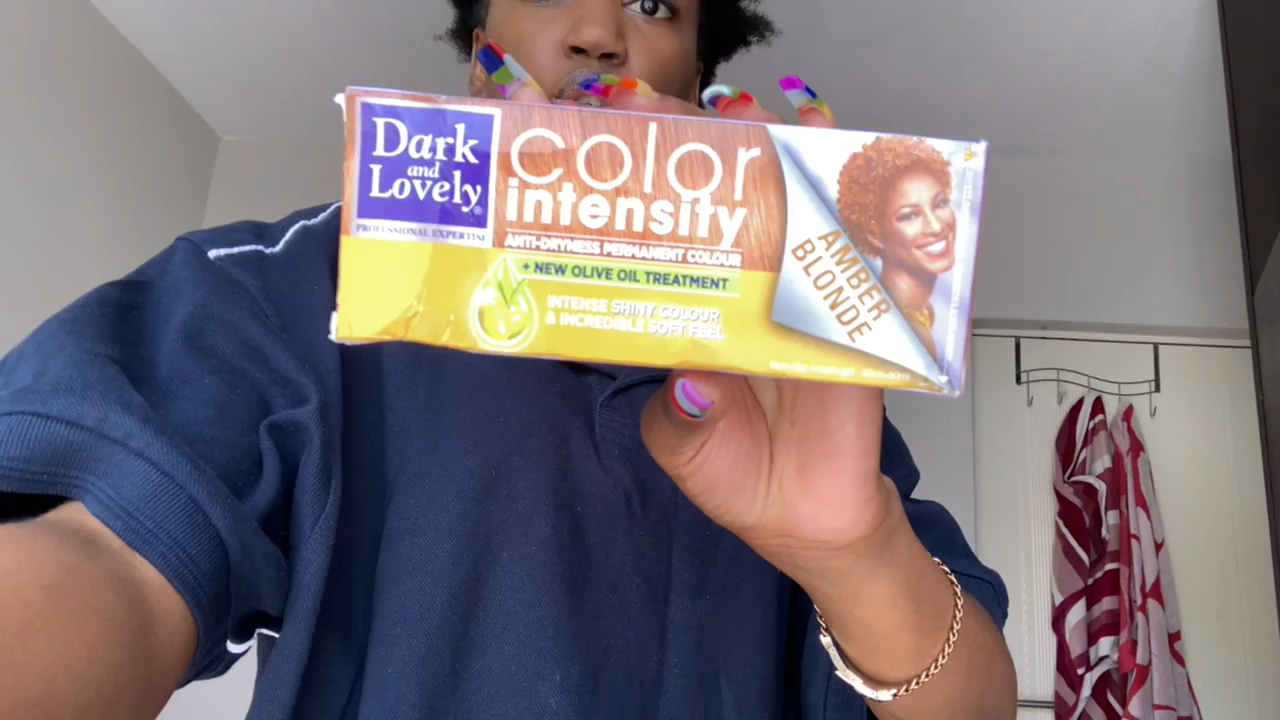 Dark
and
Lovely
PROFESSIONAL EXPERTISE
color
intensity
ANTI-DRYNESS PERMANENT COLOUR
+ NEW OLIVE OIL TREATMENT
INTENSE SHINY COLOUR
& INCREDIBLE SOFT FEEL
AMBER
BLONDE